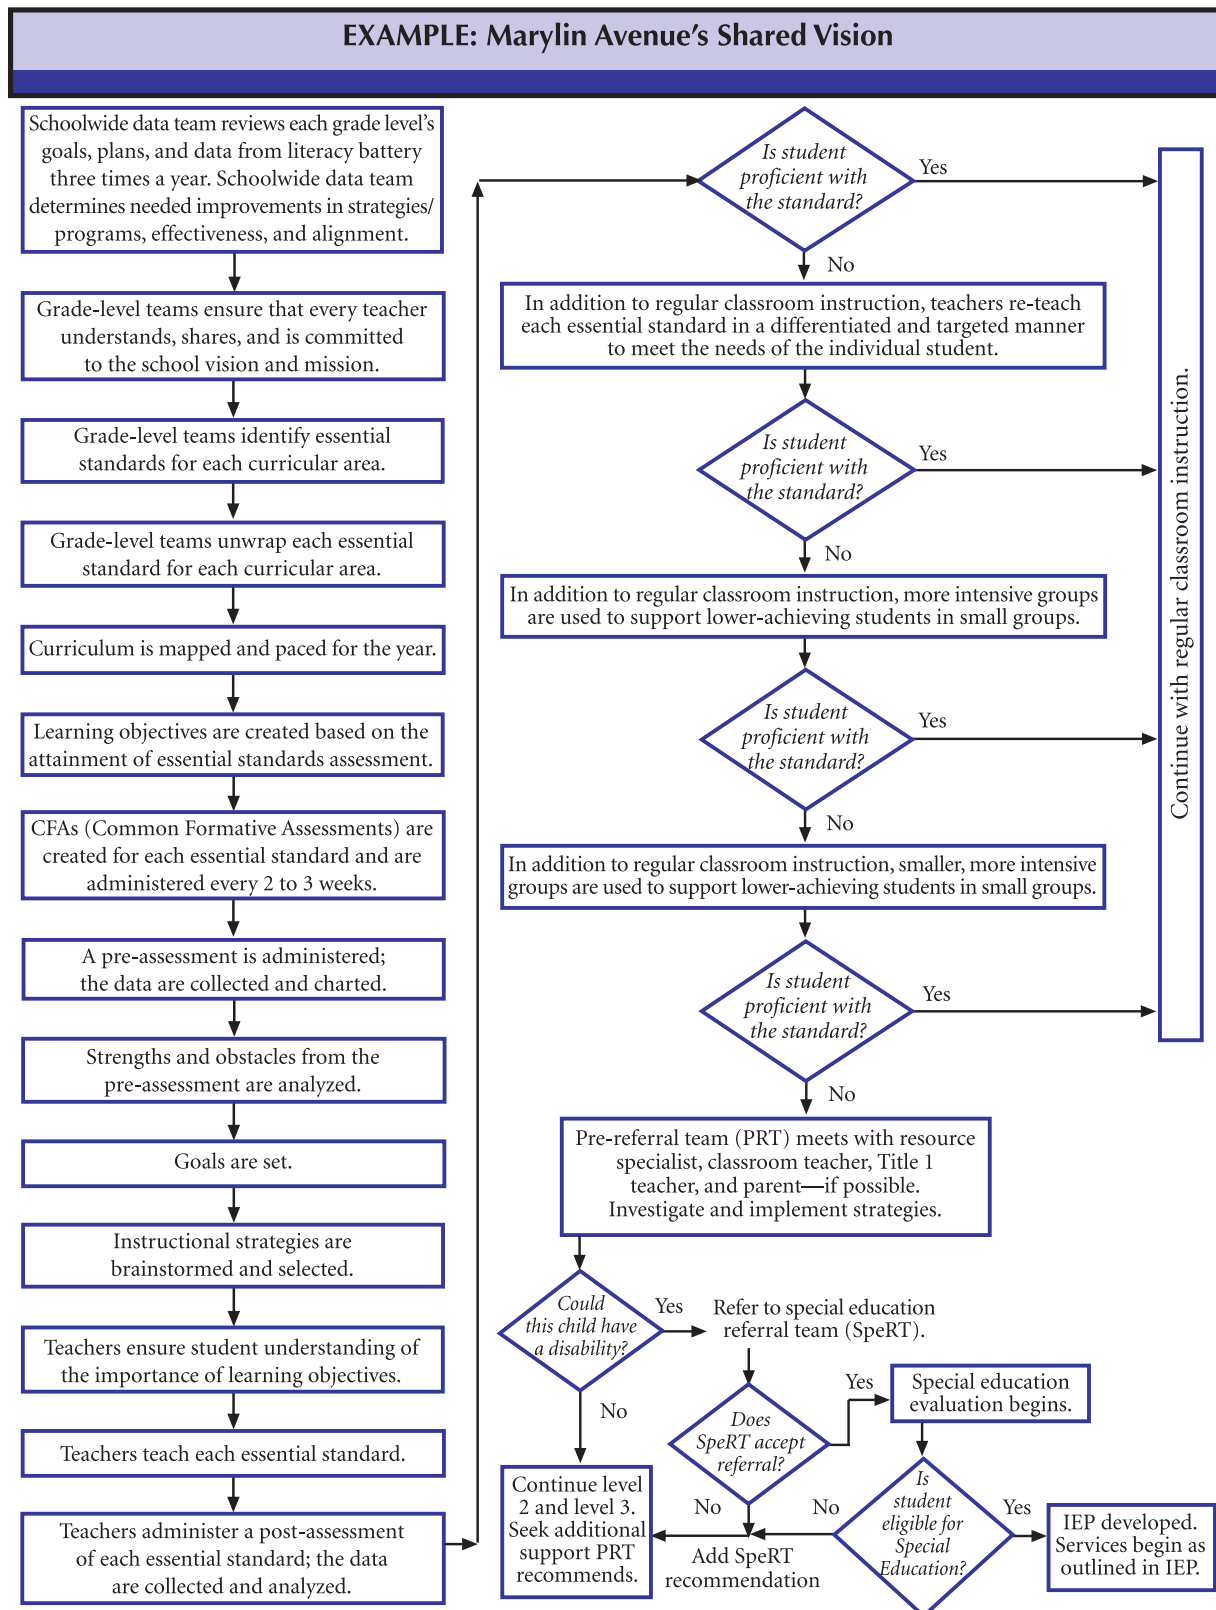 EXAMPLE: Marylin Avenue's Shared Vision
Schoolwide data team reviews each grade level's
goals, plans, and data from literacy battery
three times a year. Schoolwide data team
determines needed improvements in strategies/
programs, effectiveness, and alignment.
Grade-level teams ensure that every teacher
understands, shares, and is committed
to the school vision and mission.
Grade-level teams identify essential
standards for each curricular area.
Grade-level teams unwrap each essential
standard for each curricular area.
Curriculum is mapped and paced for the year.
Learning objectives are created based on the
attainment of essential standards assessment.
CFAs (Common Formative Assessments) are
created for each essential standard and are
administered every 2 to 3 weeks.
A pre-assessment is administered;
the data are collected and charted.
Strengths and obstacles from the
pre-assessment are analyzed.
Goals are set.
Instructional strategies are
brainstormed and selected.
Teachers ensure student understanding of
the importance of learning objectives.
Teachers teach each essential standard.
Teachers administer a post-assessment
of each essential standard; the data
are collected and analyzed.
Is student
proficient with
the standard?
Yes
No
In addition to regular classroom instruction, teachers re-teach
each essential standard in a differentiated and targeted manner
to meet the needs of the individual student.
Is student
proficient with
the standard?
Yes
No
In addition to regular classroom instruction, more intensive groups
are used to support lower-achieving students in small groups.
Is student
proficient with
the standard?
Yes
No
In addition to regular classroom instruction, smaller, more intensive
groups are used to support lower-achieving students in small groups.
Is student
proficient with
the standard?
Yes
No
Continue with regular classroom instruction.
Pre-referral team (PRT) meets with resource
specialist, classroom teacher, Title 1
teacher, and parent—if possible.
Investigate and implement strategies.
Could
this child have
a disability?
Yes
No
Refer to special education
referral team (SpeRT).
Does
SpeRT accept
referral?
Yes
No
Special education
evaluation begins.
Is
student
eligible for
Special
Education?
No
Yes
IEP developed.
Services begin as
outlined in IEP.
Add SpeRT
recommendation
Continue level
2 and level 3.
Seek additional
support PRT
recommends.